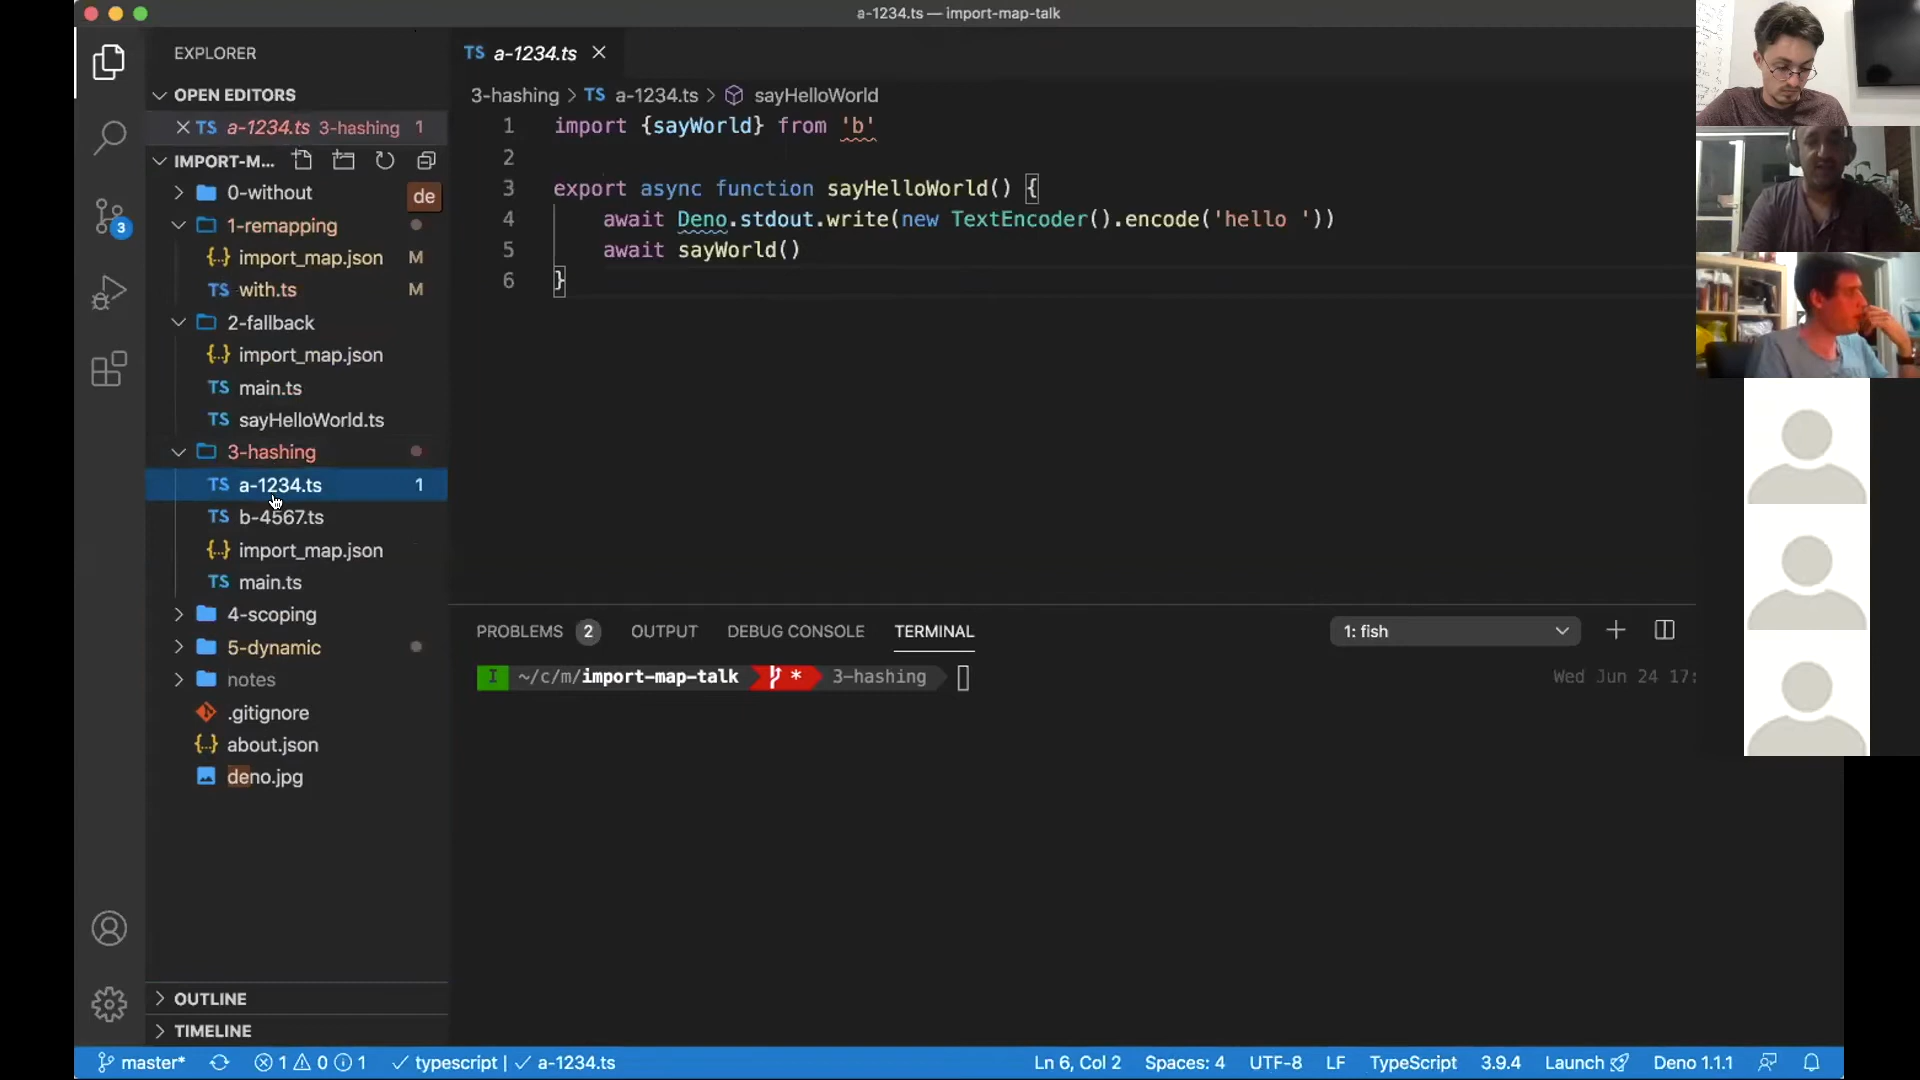 a-1234.ts — import-map-talk
EXPLORER
OPEN EDITORS
TS a-1234.ts 3-hashing 1
IMPORT-M...
0-without
de
1-remapping
{..} import_map.json M
TS with.ts M
2-fallback
{..} import_map.json
TS main.ts
TS sayHelloWorld.ts
3-hashing
TS a-1234.ts 1
TS b-4567.ts
{..} import_map.json
TS main.ts
4-scoping
5-dynamic
notes
.gitignore
{..} about.json
deno.jpg
OUTLINE
TIMELINE
TS a-1234.ts
3-hashing > TS a-1234.ts > sayHelloWorld
1 import {sayWorld} from 'b'
2
3 export async function sayHelloWorld() {
4 await Deno.stdout.write(new TextEncoder().encode('hello '))
5 await sayWorld()
6 }
PROBLEMS 2 OUTPUT DEBUG CONSOLE TERMINAL
1: fish
I ~/c/m/import-map-talk * 3-hashing
Wed Jun 24 17:
3
master* 1 0 1 typescript | a-1234.ts Ln 6, Col 2 Spaces: 4 UTF-8 LF TypeScript 3.9.4 Launch Deno 1.1.1